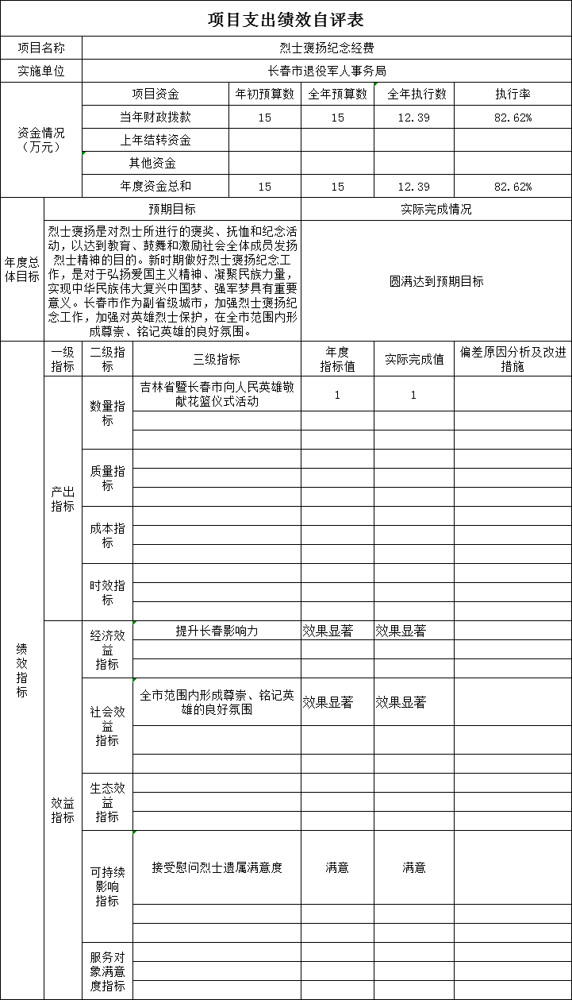 项目支出绩效自评表
项目名称 烈士褒扬纪念经费
实施单位 长春市退役军人事务局
资金情况
（万元）
项目资金 年初预算数 全年预算数 全年执行数 执行率
当年财政拨款 15 15 12.39 82.62%
上年结转资金
其他资金
年度资金总和 15 15 12.39 82.62%
年度总
体目标
预期目标 实际完成情况
烈士褒扬是对烈士所进行的褒奖、抚恤和纪念活
动，以达到教育、鼓舞和激励社会全体成员发扬
烈士精神的目的。新时期做好烈士褒扬纪念工
作，是对于弘扬爱国主义精神、凝聚民族力量，
实现中华民族伟大复兴中国梦、强军梦具有重要
意义。长春市作为副省级城市，加强烈士褒扬纪
念工作，加强对英雄烈士保护，在全市范围内形
成尊崇、铭记英雄的良好氛围。
圆满达到预期目标
绩
效
指
标
一级
指标
二级指
标
三级指标
年度
指标值
实际完成值
偏差原因分析及改进
措施
产出
指标
数量指
标
吉林省暨长春市向人民英雄敬
献花篮仪式活动
1 1
质量指
标
成本指
标
时效指
标
效益
指标
经济效
益
指标
提升长春影响力 效果显著 效果显著
社会效
益
指标
全市范围内形成尊崇、铭记英
雄的良好氛围
效果显著 效果显著
生态效
益
指标
可持续
影响
指标
接受慰问烈士遗属满意度 满意 满意
服务对
象满意
度指标